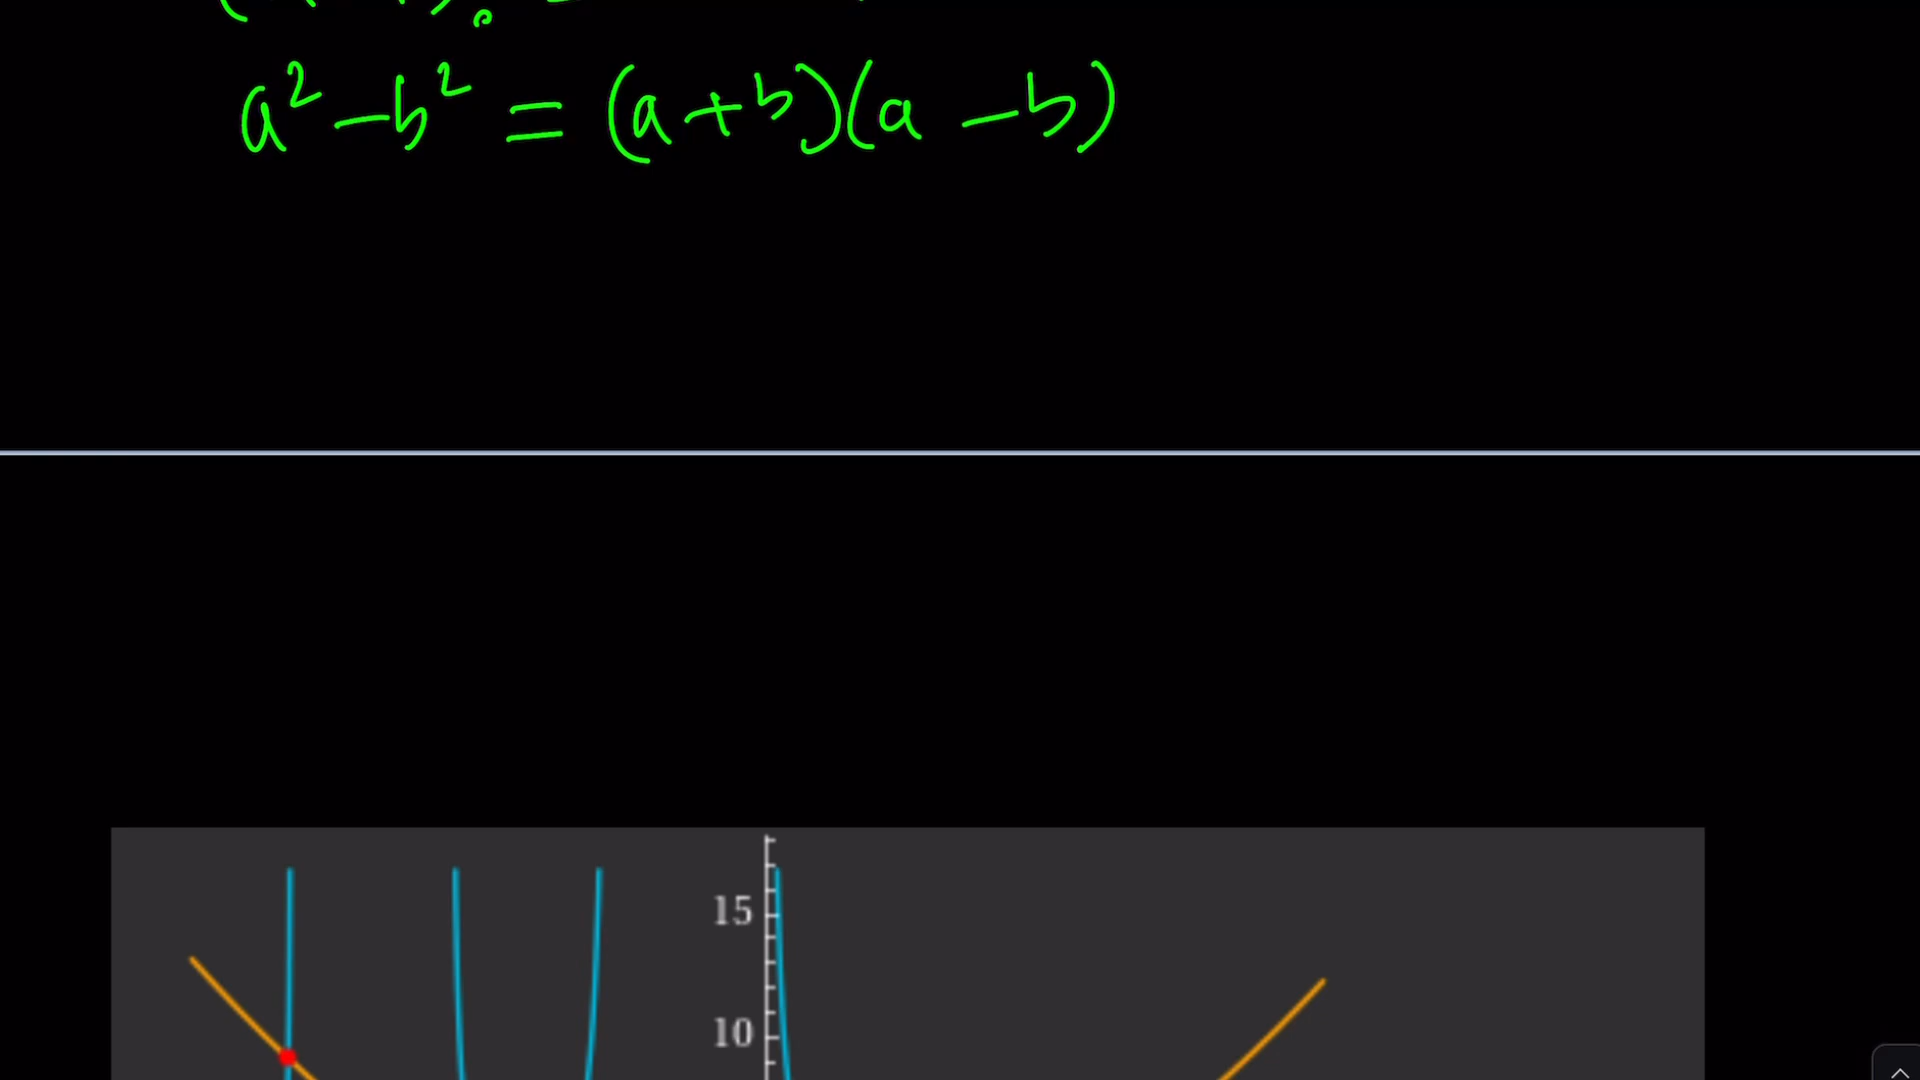 a² - b² = (a + b)(a - b)
15
10